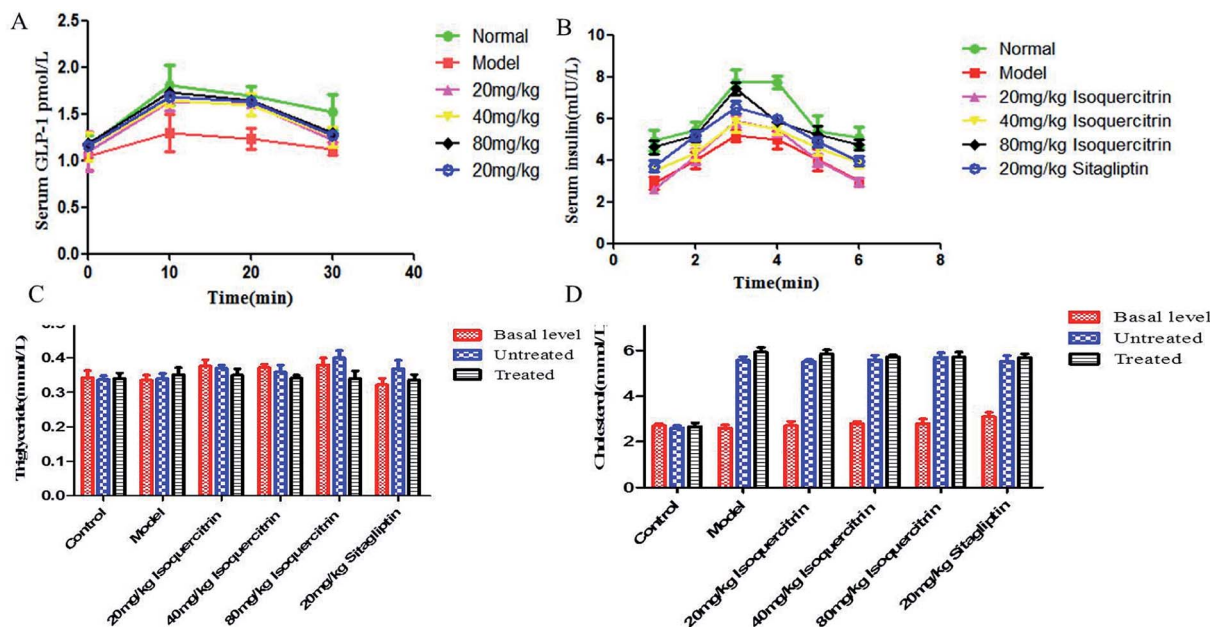 A
Serum GLP-1 pmol/L
2.5
2.0
1.5
1.0
0.5
0.0
0
10
20
30
40
Time(min)
Normal
Model
20mg/kg
40mg/kg
80mg/kg
20mg/kg
B
Serum insulin(mIU/L)
10
8
6
4
2
0
0
2
4
6
8
Time(min)
Normal
Model
20mg/kg Isoquercitrin
40mg/kg Isoquercitrin
80mg/kg Isoquercitrin
20mg/kg Sitagliptin
C
Triglyceride(mmol/L)
0.5
0.4
0.3
0.2
0.1
0.0
Control
Model
20mg/kg Isoquercitrin
40mg/kg Isoquercitrin
80mg/kg Isoquercitrin
20mg/kg Sitagliptin
Basal level
Untreated
Treated
D
Cholesterol(mmol/L
6
4
2
0
Control
Model
20mg/kg Isoquercitrin
40mg/kg Isoquercitrin
80mg/kg Isoquercitrin
20mg/kg Sitagliptin
Basal level
Untreated
Treated